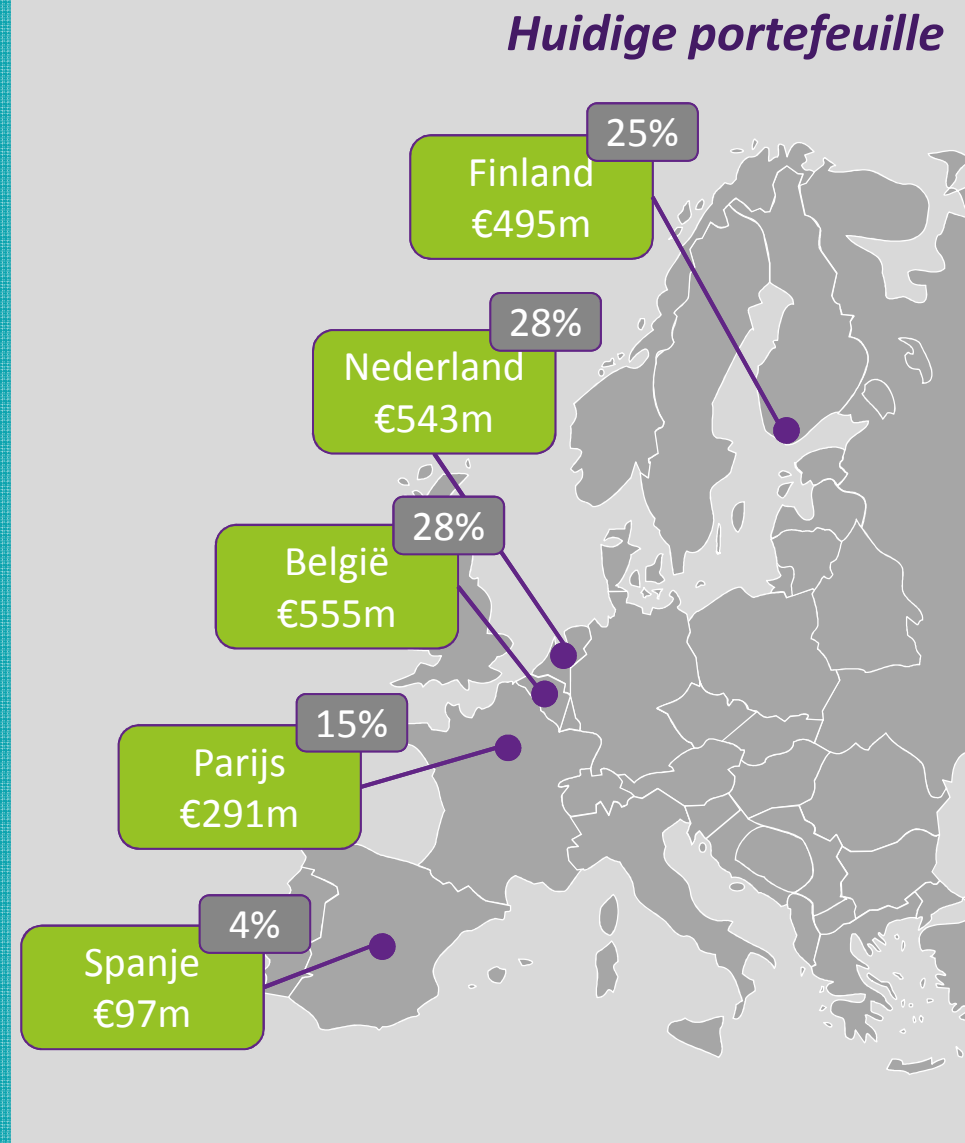 Huidige portefeuille
25%
Finland
€495m
28%
Nederland
€543m
28%
België
€555m
15%
Parijs
€291m
4%
Spanje
€97m